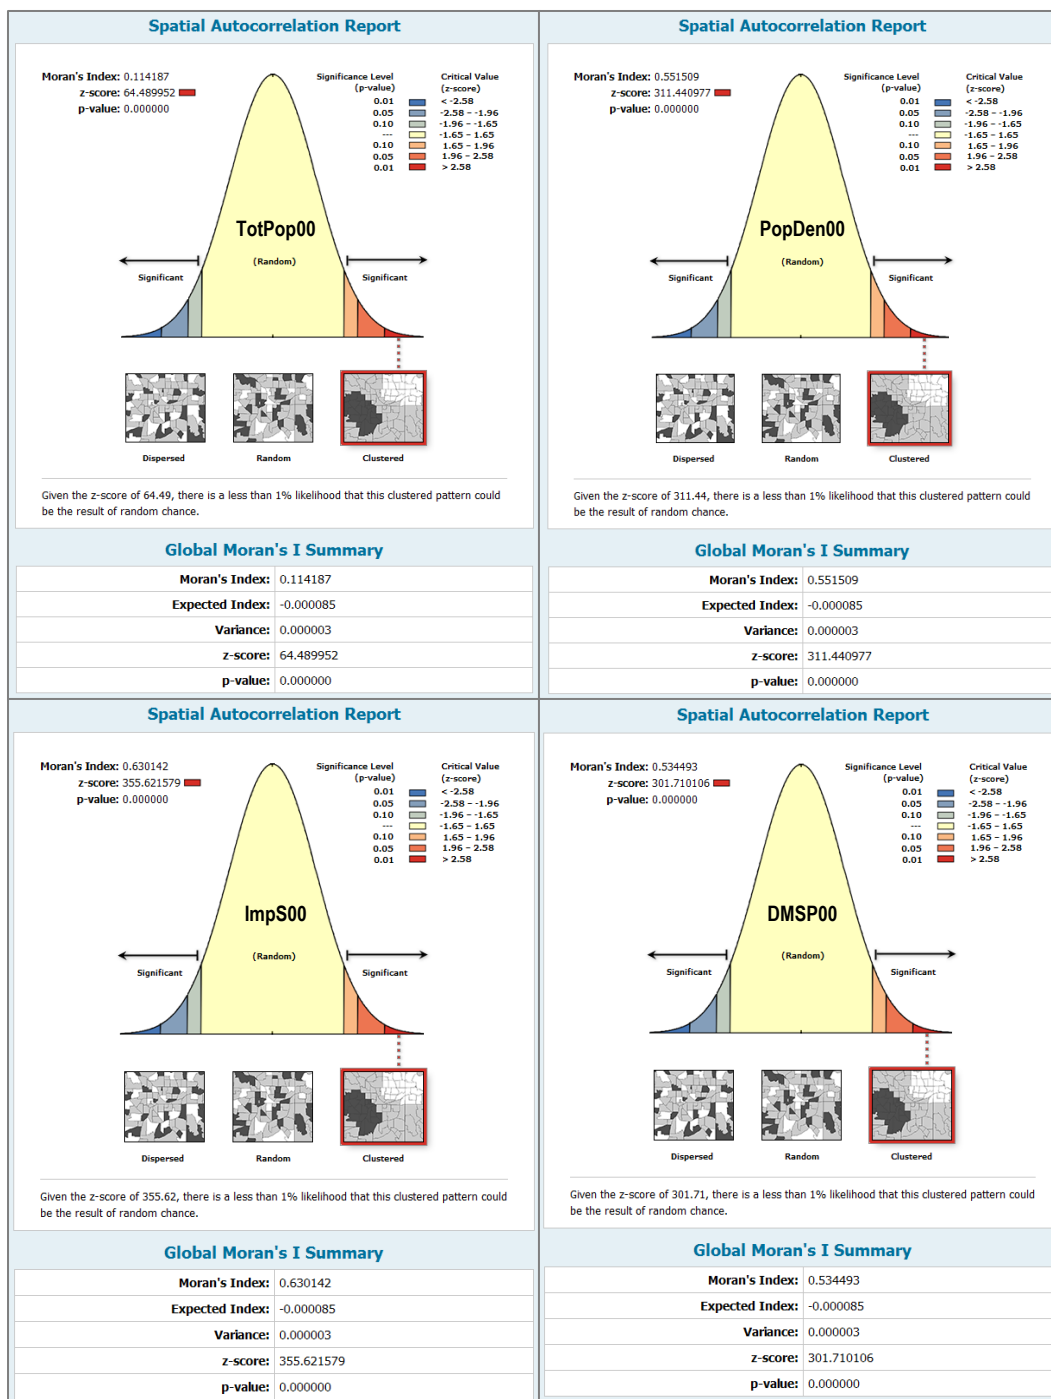 Spatial Autocorrelation Report
Moran's Index: 0.114187
z-score: 64.489952
p-value: 0.000000
Significance Level (p-value)
Critical Value (z-score)
0.01 < -2.58
0.05 -2.58 – -1.96
0.10 -1.96 – -1.65
--- -1.65 – 1.65
0.10 1.65 – 1.96
0.05 1.96 – 2.58
0.01 > 2.58
TotPop00
(Random)
Significant
Significant
Dispersed
Random
Clustered
Given the z-score of 64.49, there is a less than 1% likelihood that this clustered pattern could
be the result of random chance.
Global Moran's I Summary
Moran's Index: 0.114187
Expected Index: -0.000085
Variance: 0.000003
z-score: 64.489952
p-value: 0.000000
Spatial Autocorrelation Report
Moran's Index: 0.551509
z-score: 311.440977
p-value: 0.000000
Significance Level (p-value)
Critical Value (z-score)
0.01 < -2.58
0.05 -2.58 – -1.96
0.10 -1.96 – -1.65
--- -1.65 – 1.65
0.10 1.65 – 1.96
0.05 1.96 – 2.58
0.01 > 2.58
PopDen00
(Random)
Significant
Significant
Dispersed
Random
Clustered
Given the z-score of 311.44, there is a less than 1% likelihood that this clustered pattern could
be the result of random chance.
Global Moran's I Summary
Moran's Index: 0.551509
Expected Index: -0.000085
Variance: 0.000003
z-score: 311.440977
p-value: 0.000000
Spatial Autocorrelation Report
Moran's Index: 0.630142
z-score: 355.621579
p-value: 0.000000
Significance Level (p-value)
Critical Value (z-score)
0.01 < -2.58
0.05 -2.58 – -1.96
0.10 -1.96 – -1.65
--- -1.65 – 1.65
0.10 1.65 – 1.96
0.05 1.96 – 2.58
0.01 > 2.58
ImpS00
(Random)
Significant
Significant
Dispersed
Random
Clustered
Given the z-score of 355.62, there is a less than 1% likelihood that this clustered pattern could
be the result of random chance.
Global Moran's I Summary
Moran's Index: 0.630142
Expected Index: -0.000085
Variance: 0.000003
z-score: 355.621579
p-value: 0.000000
Spatial Autocorrelation Report
Moran's Index: 0.534493
z-score: 301.710106
p-value: 0.000000
Significance Level (p-value)
Critical Value (z-score)
0.01 < -2.58
0.05 -2.58 – -1.96
0.10 -1.96 – -1.65
--- -1.65 – 1.65
0.10 1.65 – 1.96
0.05 1.96 – 2.58
0.01 > 2.58
DMSP00
(Random)
Significant
Significant
Dispersed
Random
Clustered
Given the z-score of 301.71, there is a less than 1% likelihood that this clustered pattern could
be the result of random chance.
Global Moran's I Summary
Moran's Index: 0.534493
Expected Index: -0.000085
Variance: 0.000003
z-score: 301.710106
p-value: 0.000000